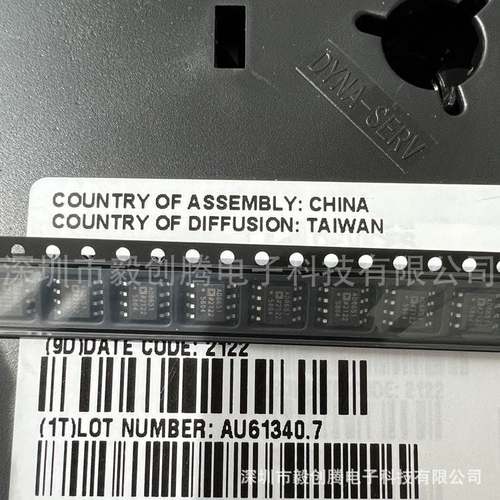 DYNA-SERV
COUNTRY OF ASSEMBLY: CHINA
COUNTRY OF DIFFUSION: TAIWAN
深圳市毅创腾电子科技有限公司
(9D)DATE CODE: 2122
(1T)LOT NUMBER: AU61340.7
深圳市毅创腾电子科技有限公司